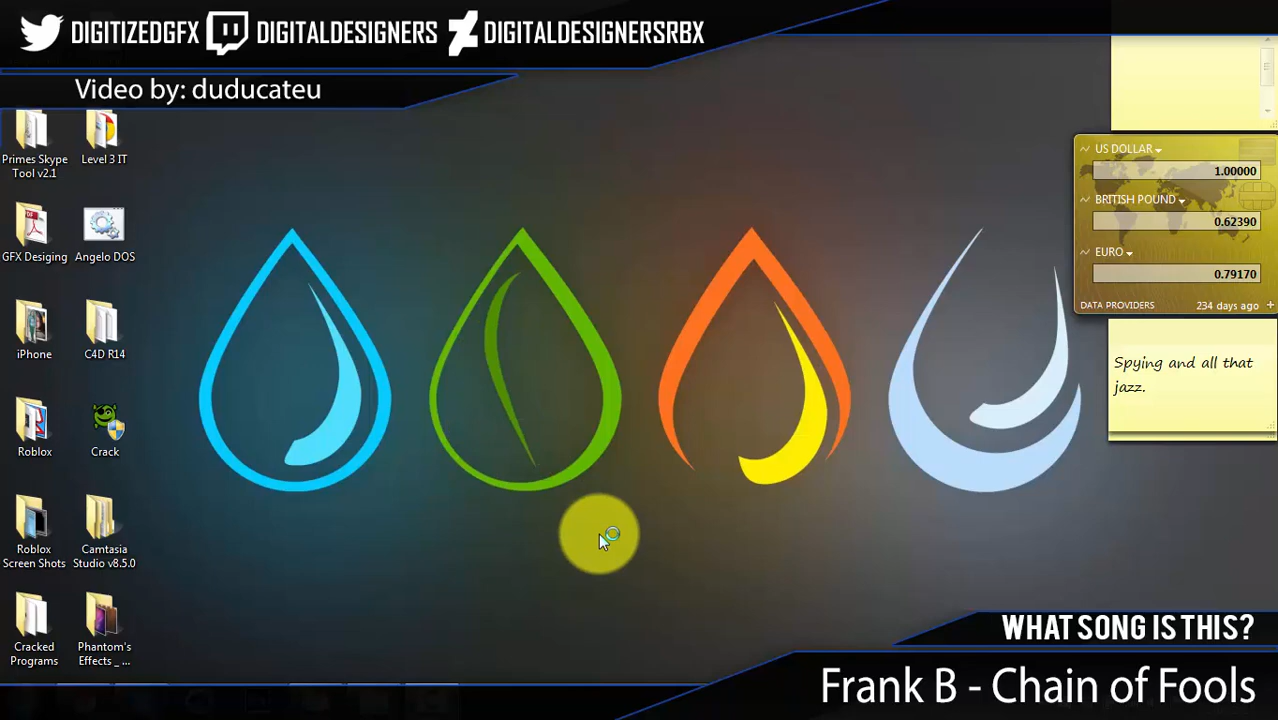 DIGITIZEDGFX DIGITALDESIGNERS DIGITALDESIGNERSRBX
Video by: duducateu
Primes Skype
Tool v2.1
Level 3 IT
GFX Desiging
Angelo DOS
iPhone
C4D R14
Roblox
Crack
Roblox
Screen Shots
Camtasia
Studio v8.5.0
Cracked
Programs
Phantom's
Effects _ ...
US DOLLAR
1.00000
BRITISH POUND
0.62390
EURO
0.79170
DATA PROVIDERS 234 days ago +
Spying and all that
jazz.
WHAT SONG IS THIS?
Frank B - Chain of Fools